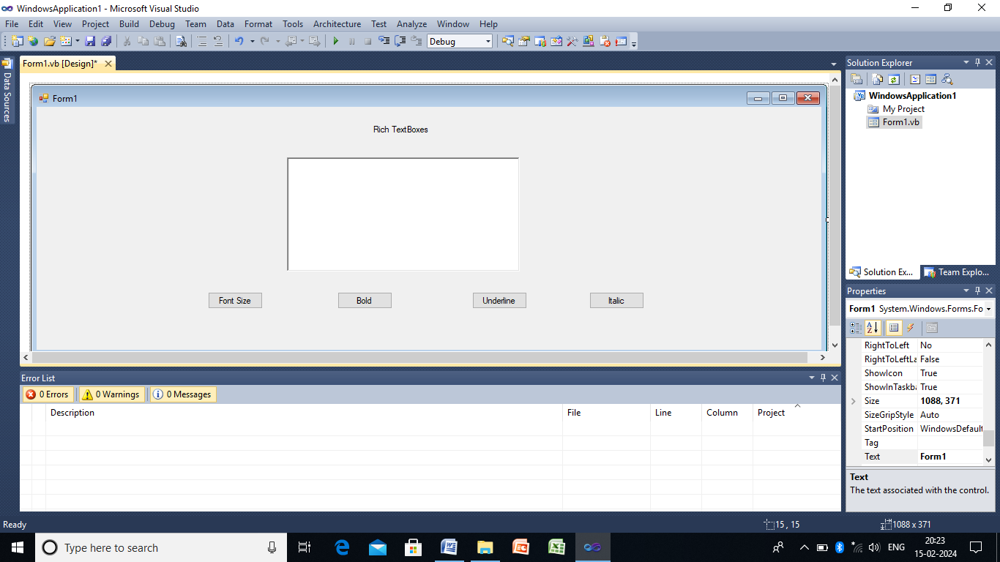 WindowsApplication1 - Microsoft Visual Studio
File Edit View Project Build Debug Team Data Format Tools Architecture Test Analyze Window Help
Debug
Data Sources
Form1.vb [Design]*
Form1
Rich TextBoxes
Font Size Bold Underline Italic
Solution Explorer
WindowsApplication1
My Project
Form1.vb
Solution Ex... Team Explo...
Properties
Form1 System.Windows.Forms.Fo
RightToLeft No
RightToLeftLa False
ShowIcon True
ShowInTaskba True
Size 1088, 371
SizeGripStyle Auto
StartPosition WindowsDefault
Tag
Text Form1
Text
The text associated with the control.
Error List
0 Errors 0 Warnings 0 Messages
Description File Line Column Project
Ready 15 , 15 1088 x 371
Type here to search
ENG
20:23
15-02-2024